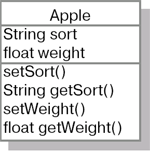 Apple
String sort
float weight
setSort()
String getSort()
setWeight()
float getWeight()